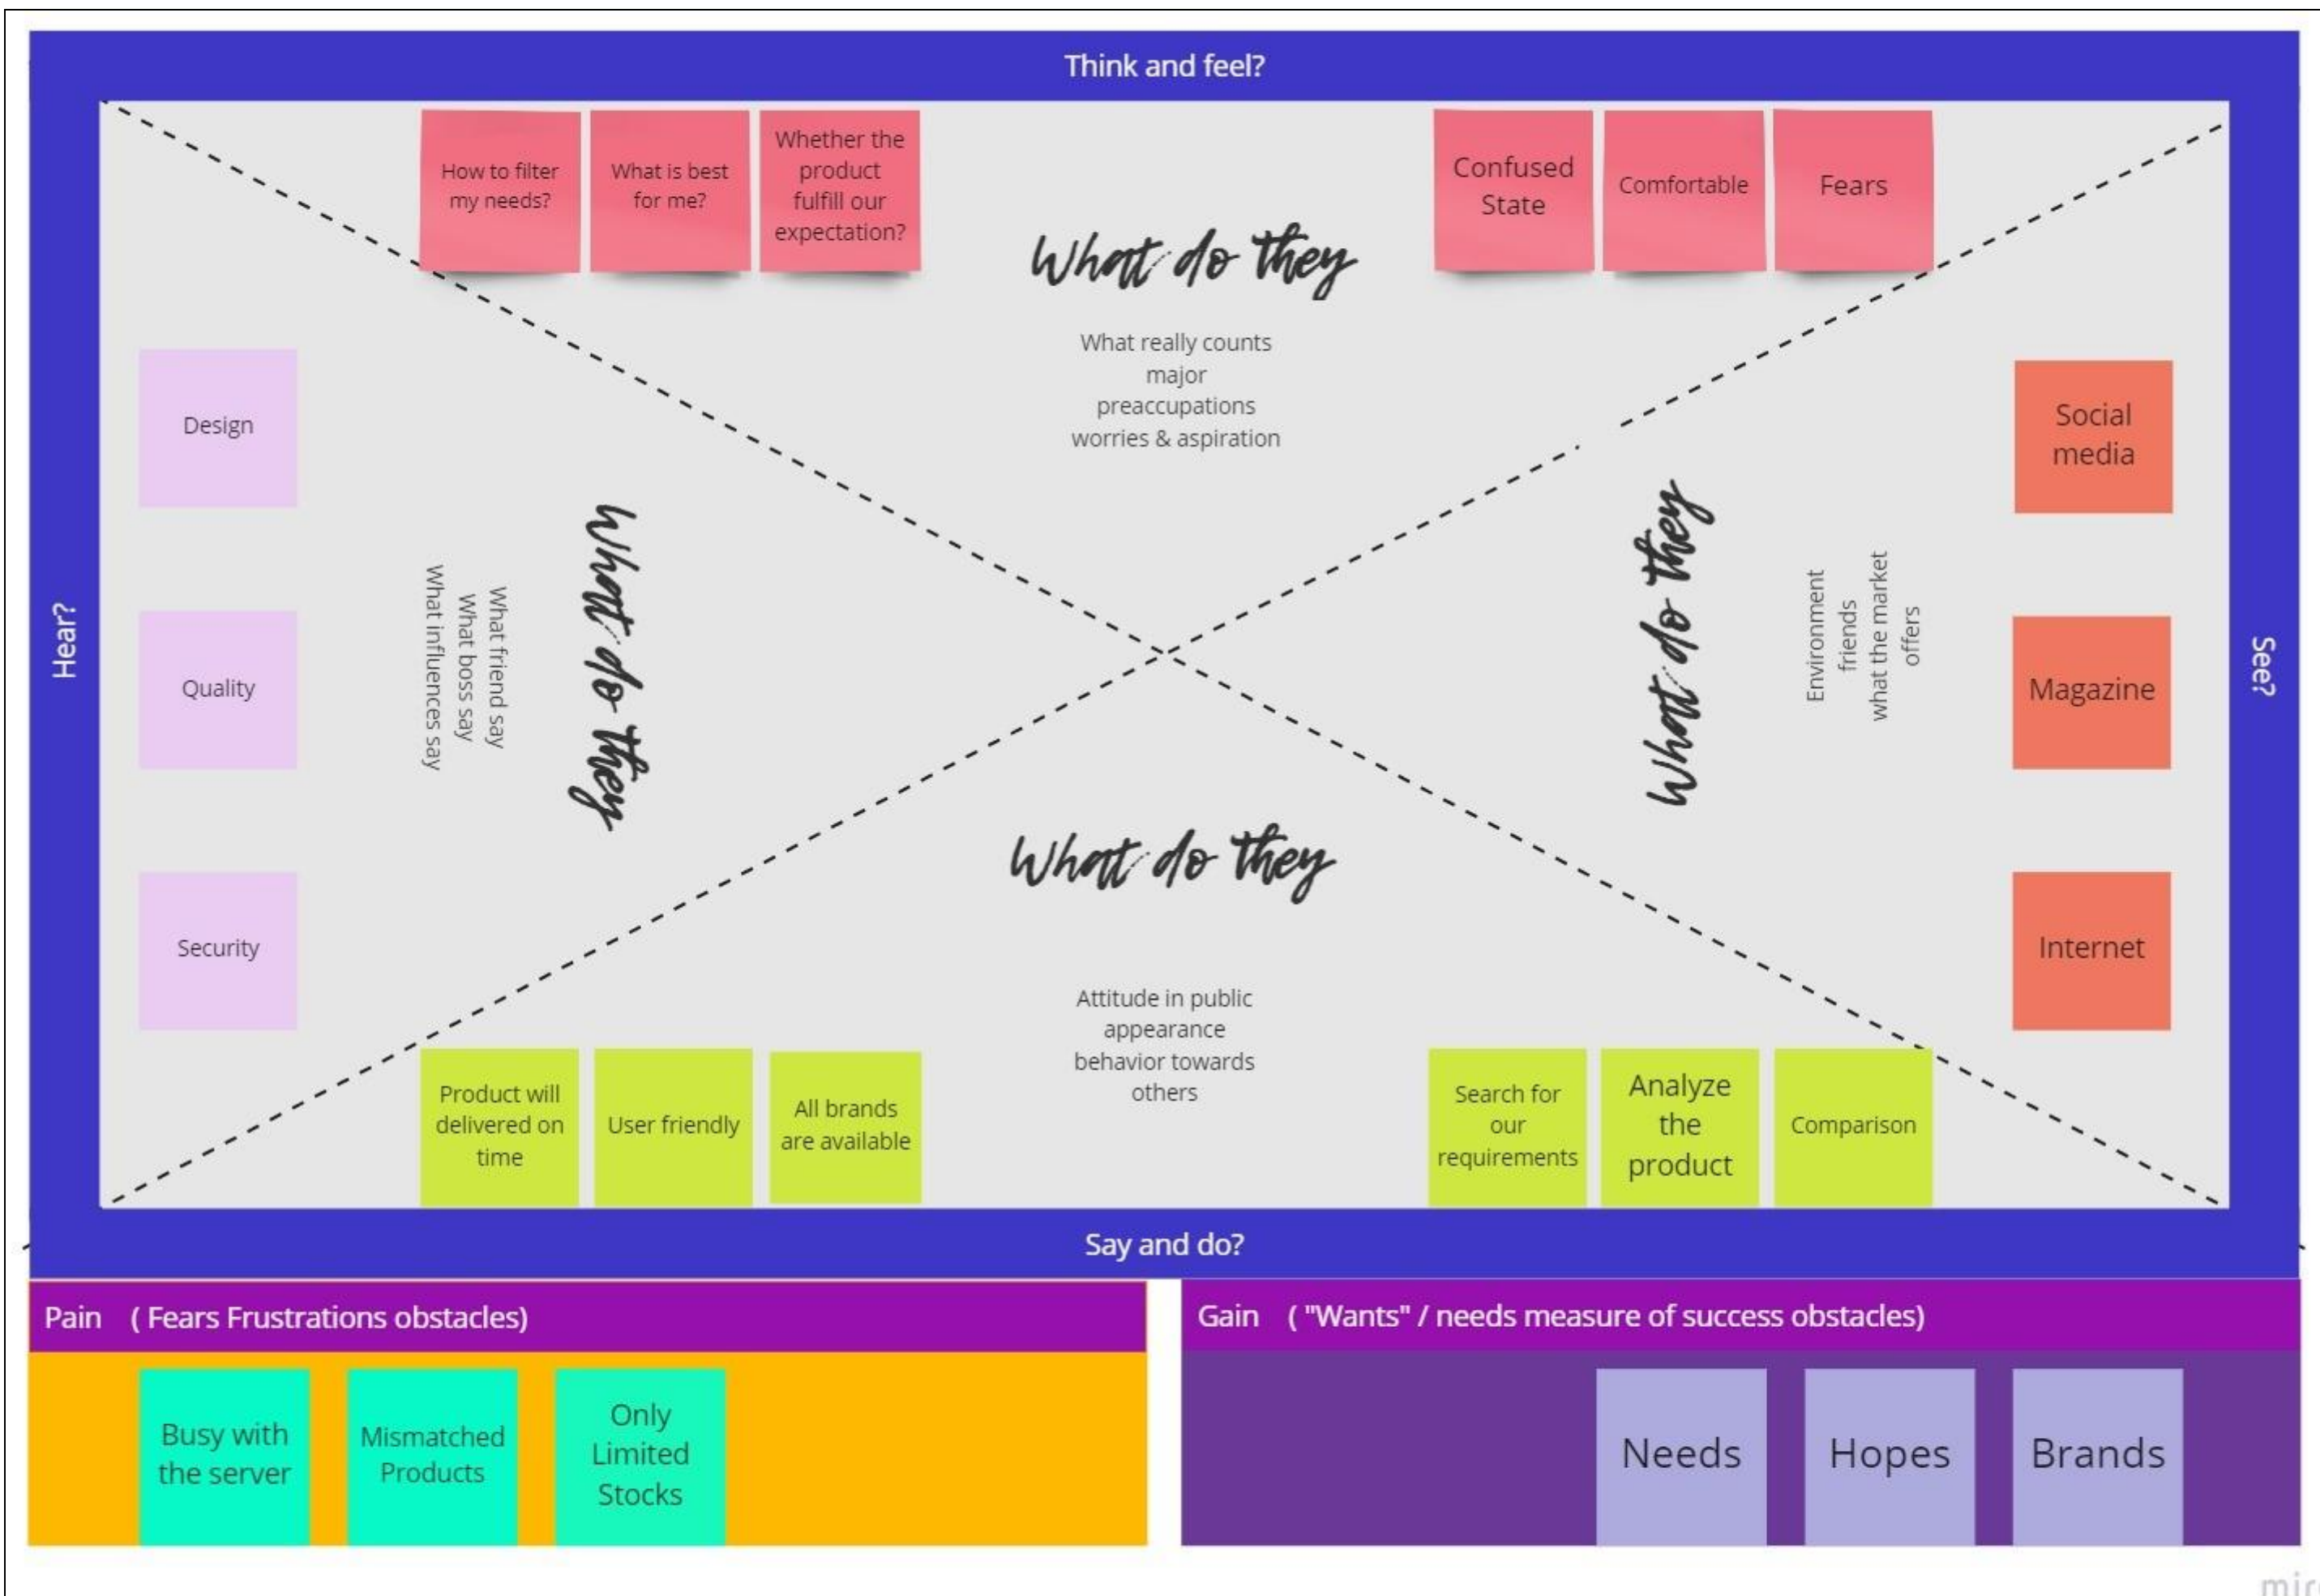 Think and feel?
How to filter
my needs?
What is best
for me?
Whether the
product
fulfill our
expectation?
What do they
What really counts
major
preaccupations
worries & aspiration
Confused
State
Comfortable
Fears
Hear?
Design
Quality
Security
What friend say
What boss say
What influences say
What do they
What do they
Environment
friends
what the market
offers
Social
media
Magazine
Internet
See?
What do they
Attitude in public
appearance
behavior towards
others
Product will
delivered on
time
User friendly
All brands
are available
Search for
our
requirements
Analyze
the
product
Comparison
Say and do?
Pain ( Fears Frustrations obstacles)
Busy with
the server
Mismatched
Products
Only
Limited
Stocks
Gain ( "Wants" / needs measure of success obstacles)
Needs
Hopes
Brands